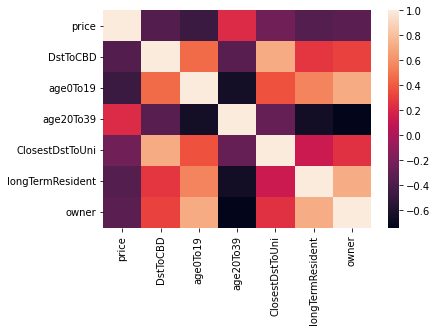 price
DstToCBD
age0To19
age20To39
ClosestDstToUni
longTermResident
owner
price
DstToCBD
age0To19
age20To39
ClosestDstToUni
longTermResident
owner
1.0
0.8
0.6
0.4
0.2
0.0
−0.2
−0.4
−0.6